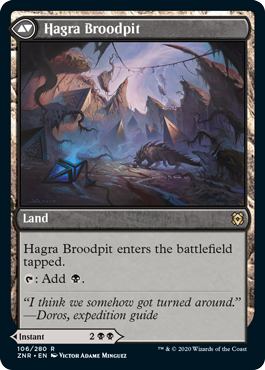 Hagra Broodpit
Land
Hagra Broodpit enters the battlefield
tapped.
: Add .
“I think we somehow got turned around.”
—Doros, expedition guide
Instant 2
106/280 R
ZNR • EN Victor Adame Minguez
™ & © 2020 Wizards of the Coast